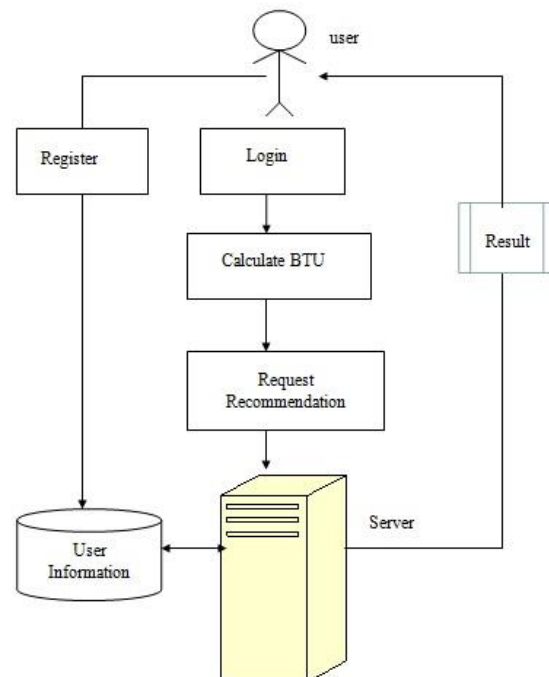 user
Register
Login
Calculate BTU
Result
Request
Recommendation
Server
User
Information